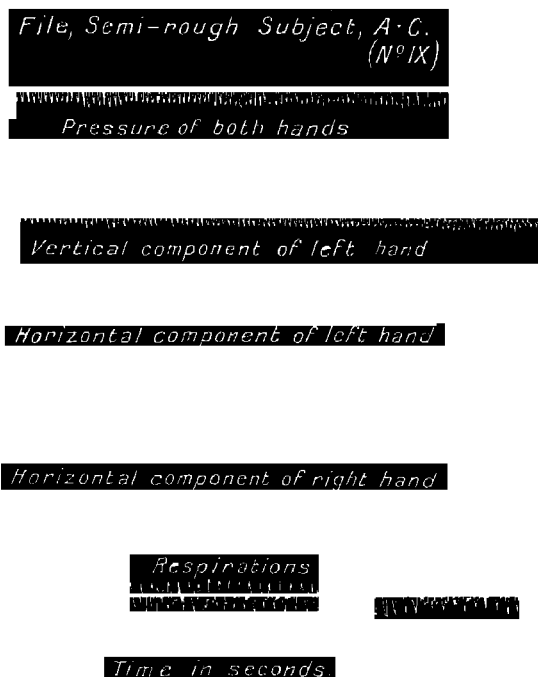 File, Semi-rough Subject, A·C.
(Nº IX)
Pressure of both hands
Vertical component of left hand
Horizontal component of left hand
Horizontal component of right hand
Respirations
Time in seconds.